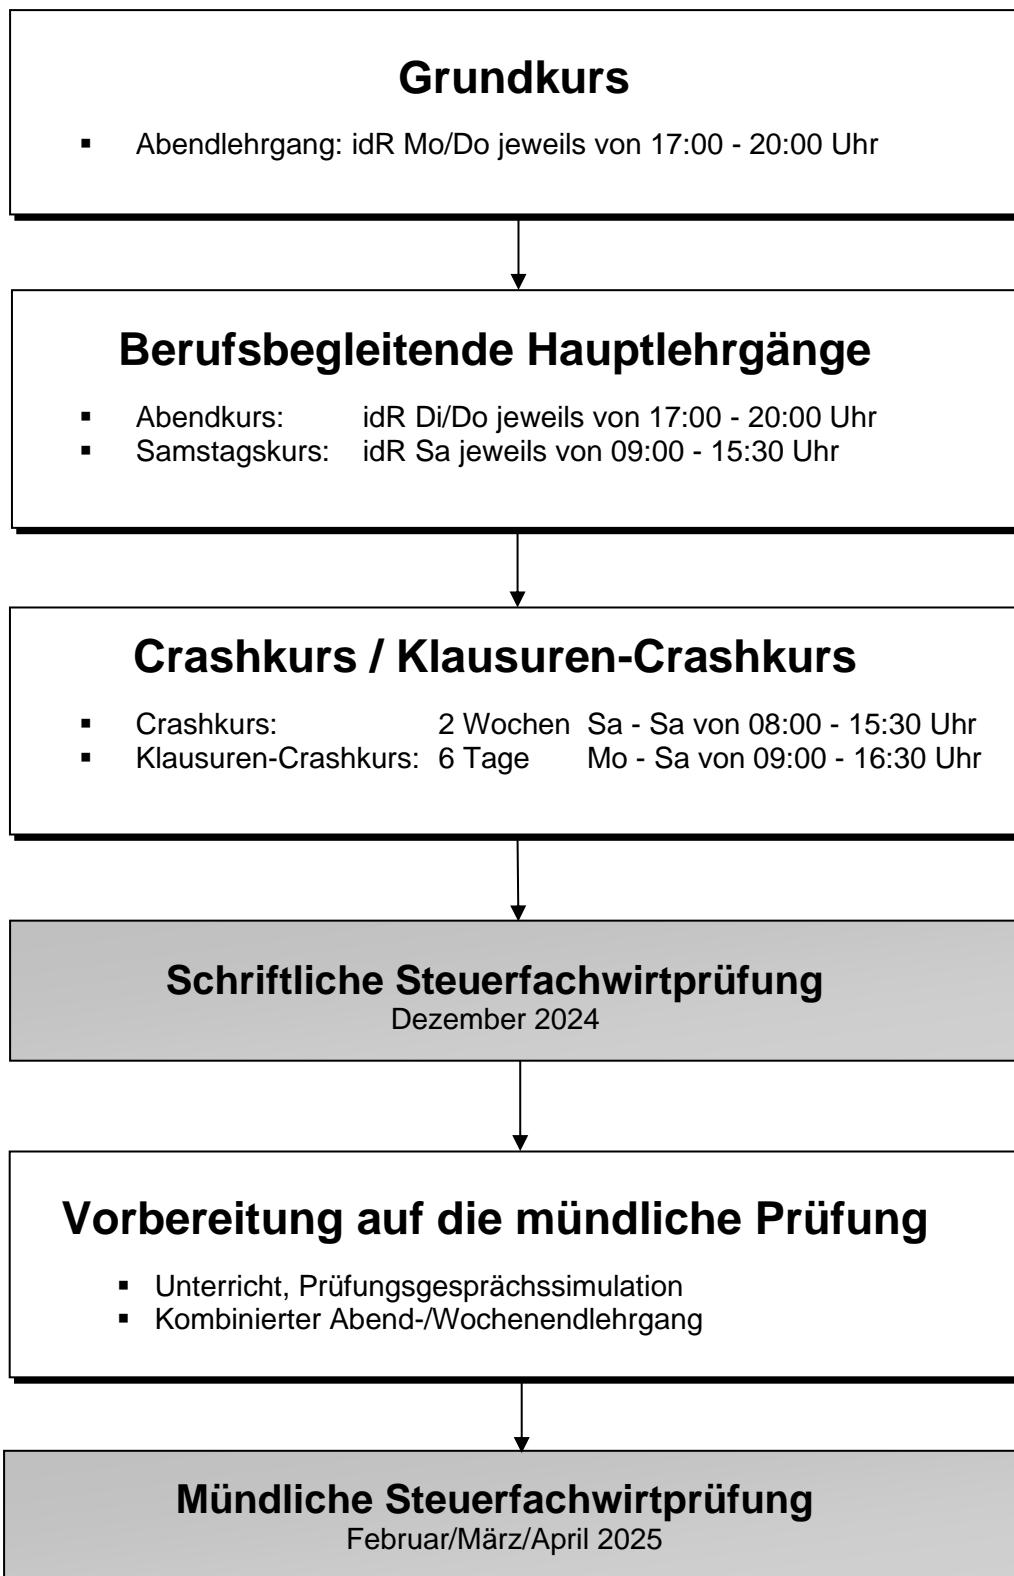 Grundkurs
▪ Abendlehrgang: idR Mo/Do jeweils von 17:00 - 20:00 Uhr
Berufsbegleitende Hauptlehrgänge
▪ Abendkurs: idR Di/Do jeweils von 17:00 - 20:00 Uhr
▪ Samstagskurs: idR Sa jeweils von 09:00 - 15:30 Uhr
Crashkurs / Klausuren-Crashkurs
▪ Crashkurs: 2 Wochen Sa - Sa von 08:00 - 15:30 Uhr
▪ Klausuren-Crashkurs: 6 Tage Mo - Sa von 09:00 - 16:30 Uhr
Schriftliche Steuerfachwirtprüfung
Dezember 2024
Vorbereitung auf die mündliche Prüfung
▪ Unterricht, Prüfungsgesprächssimulation
▪ Kombinierter Abend-/Wochenendlehrgang
Mündliche Steuerfachwirtprüfung
Februar/März/April 2025